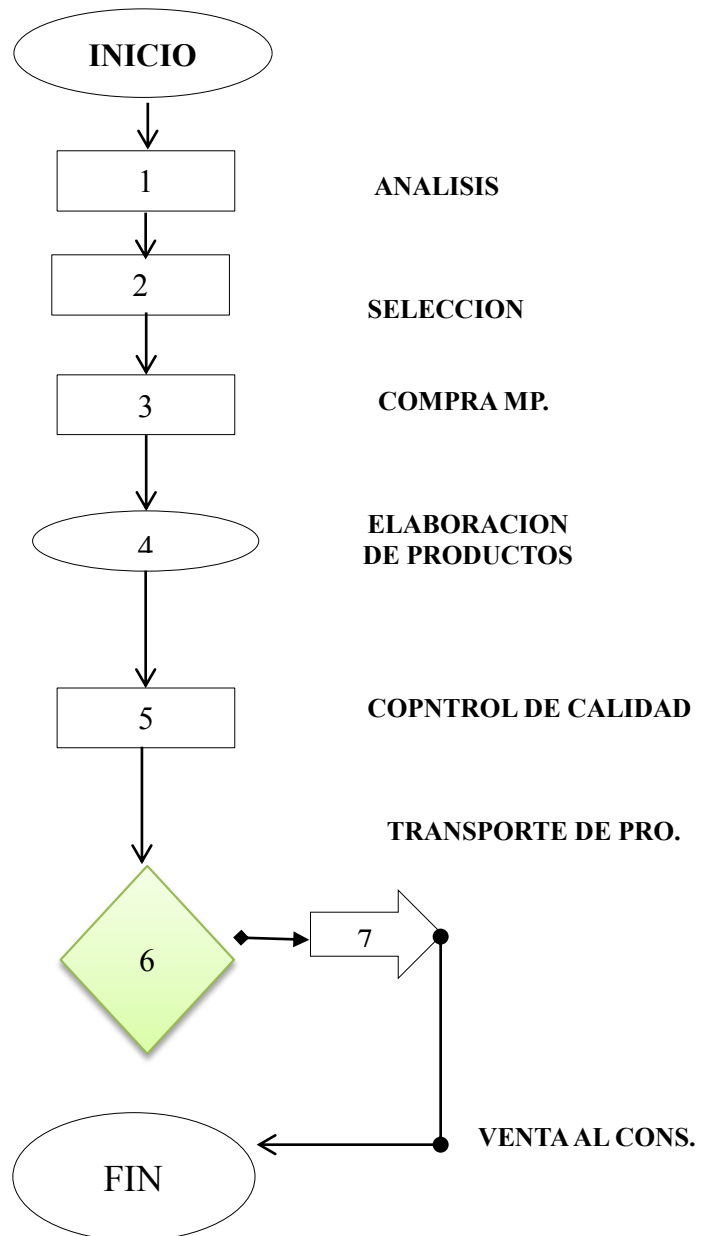 INICIO
1
ANALISIS
2
SELECCION
3
COMPRA MP.
4
ELABORACION
DE PRODUCTOS
5
COPNTROL DE CALIDAD
TRANSPORTE DE PRO.
6
7
VENTA AL CONS.
FIN